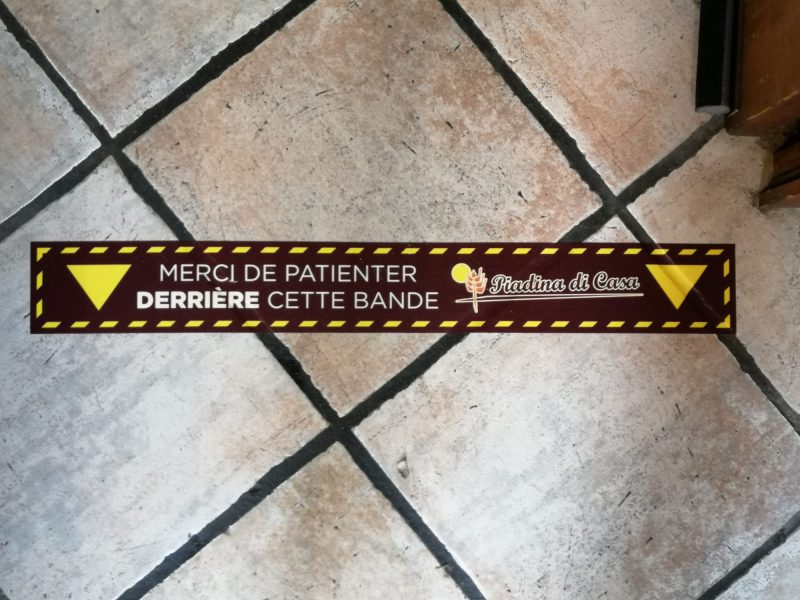 MERCI DE PATIENTER
DERRIÈRE CETTE BANDE
Piadina di Casa